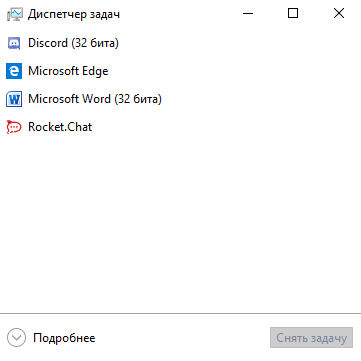 Диспетчер задач
Discord (32 бита)
Microsoft Edge
Microsoft Word (32 бита)
Rocket.Chat
Подробнее
Снять задачу